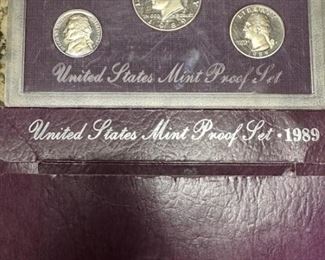 United States Mint Proof Set
United States Mint Proof Set • 1989